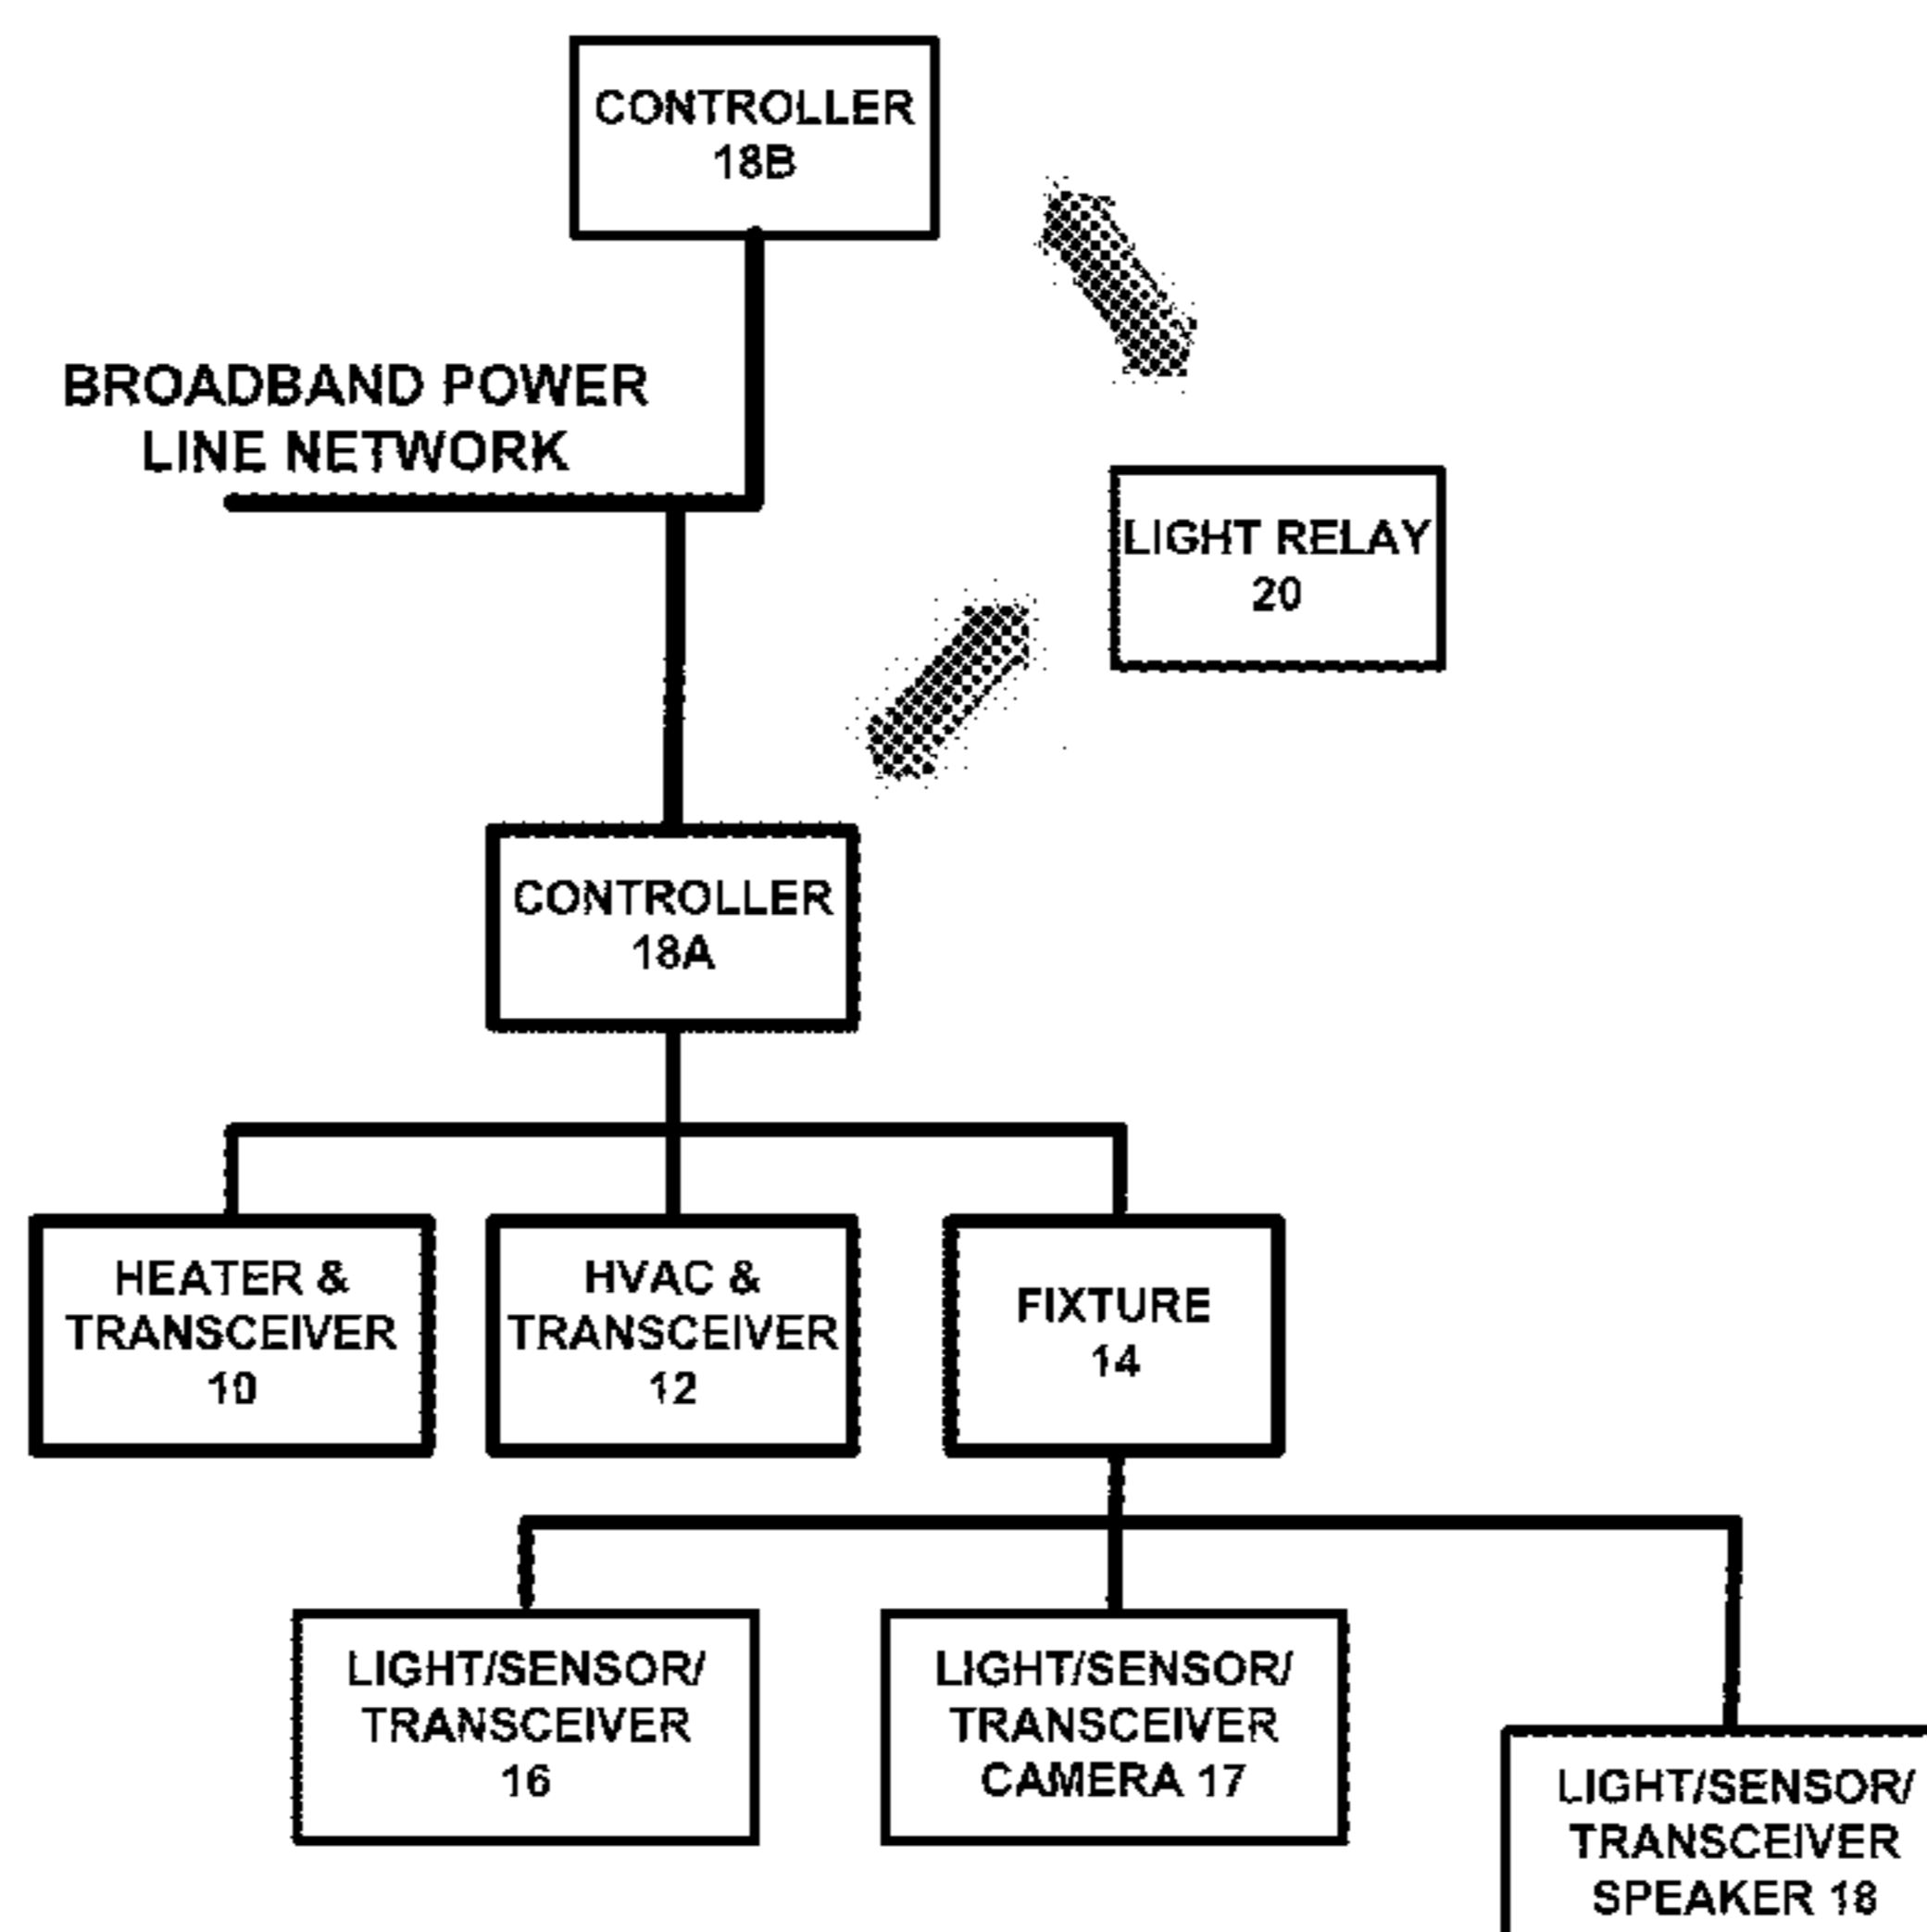 CONTROLLER
18B
BROADBAND POWER
LINE NETWORK
LIGHT RELAY
20
CONTROLLER
18A
HEATER &
TRANSCEIVER
10
HVAC &
TRANSCEIVER
12
FIXTURE
14
LIGHT/SENSOR/
TRANSCEIVER
16
LIGHT/SENSOR/
TRANSCEIVER
CAMERA 17
LIGHT/SENSOR/
TRANSCEIVER
SPEAKER 18